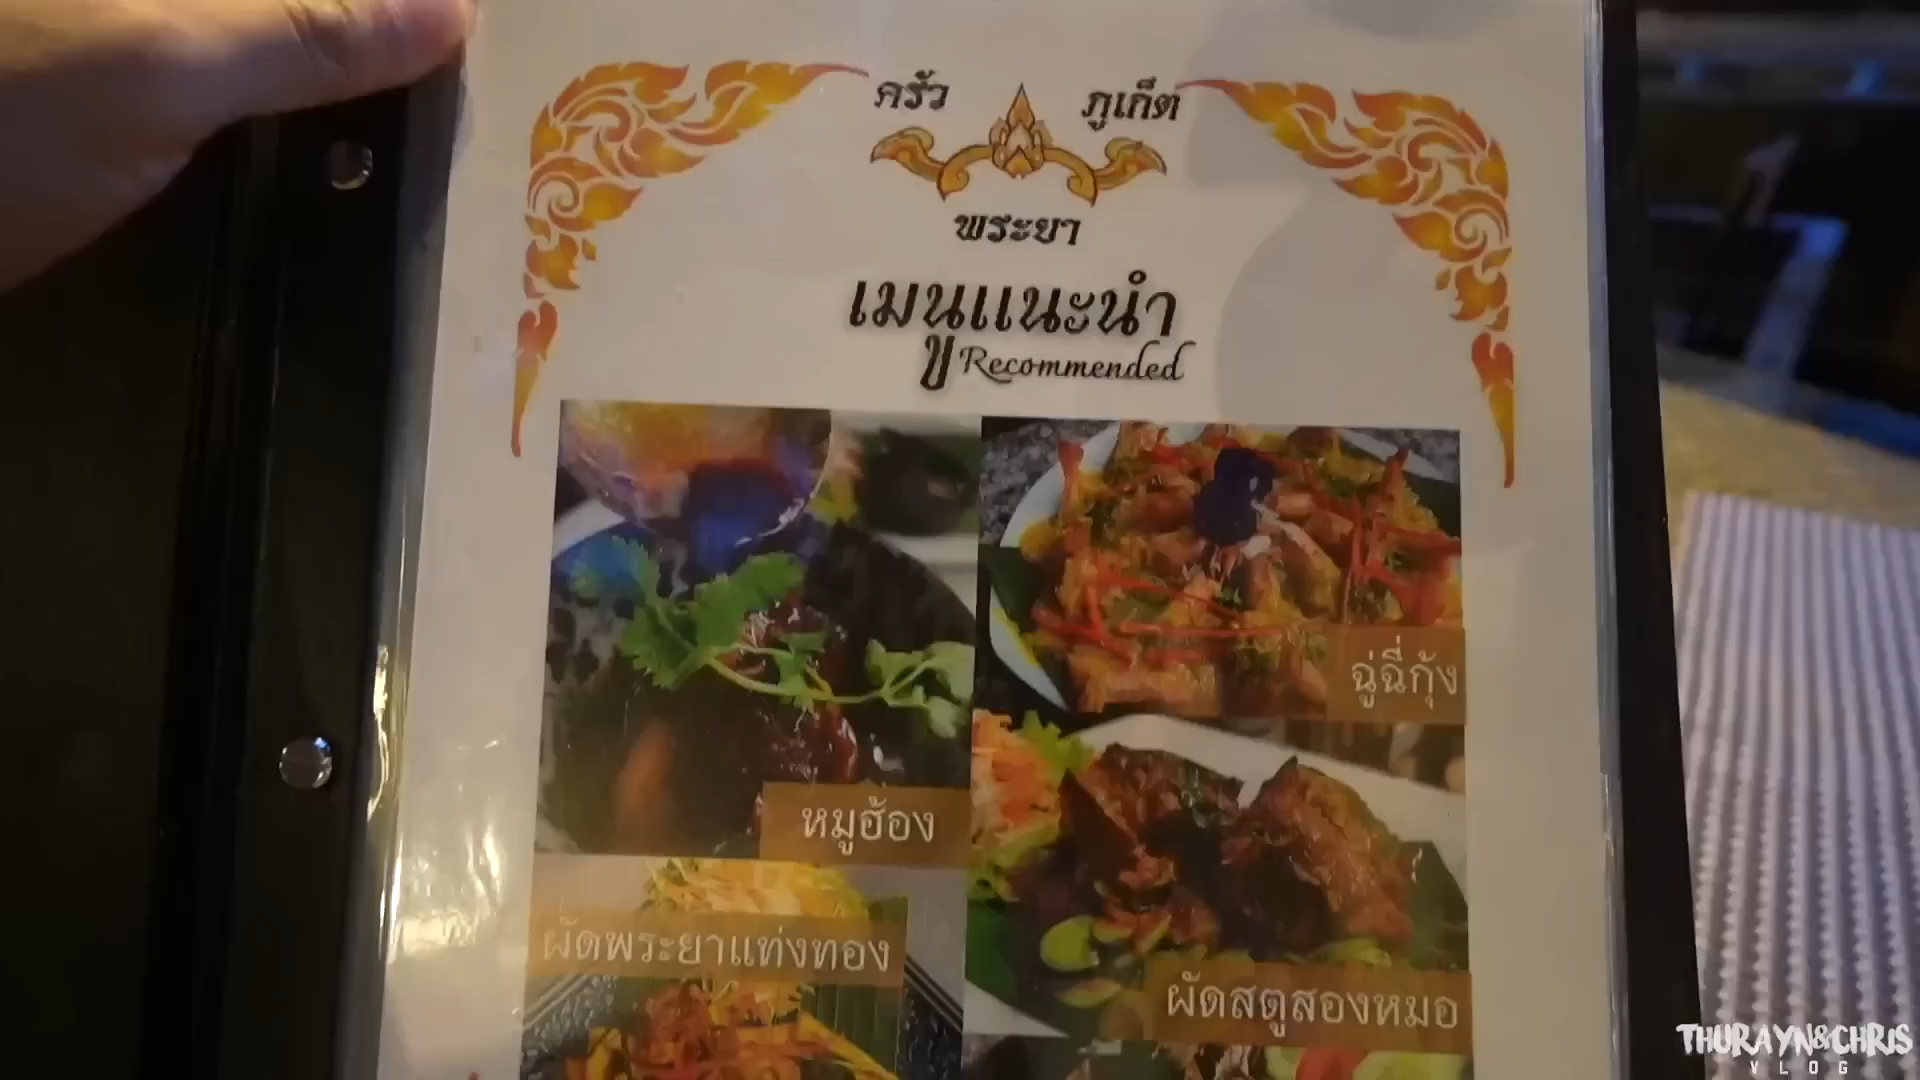 ครัว ภูเก็ต
พระยา
เมนูแนะนำ
Recommended
ฉู่ฉี่กุ้ง
หมูฮ้อง
ผัดพระยาแท่งทอง
ผัดสตูสองหมอ
THURAYN&CHRIS
VLOG